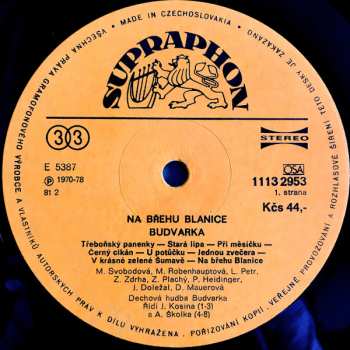 MADE IN CZECHOSLOVAKIA • VŠECHNA PRÁVA GRAMOFONOVÉHO VÝROBCE A VLASTNÍKŮ AUTORSKÝCH PRÁV K DÍLU VYHRAŽENA. POŘIZOVÁNÍ KOPIÍ, VEŘEJNÉ PROVOZOVÁNÍ A ROZHLASOVÉ ŠÍŘENÍ TÉTO DESKY JE ZAKÁZÁNO
SUPRAPHON
33
STEREO
E 5387
Ⓟ 1970-78
81 2
OSA
1113 2953
1. strana
Kčs 44,-
NA BŘEHU BLANICE
BUDVARKA
Třeboňský panenky — Stará lípa — Při měsíčku —
Černý cikán — U potůčku — Jednou zvečera —
V krásné zelené Šumavě — Na břehu Blanice
M. Svobodová, M. Robenhauptová, L. Petr,
Z. Zdrha, Z. Plachý, P. Heidinger,
J. Doležal, D. Mauerová
Dechová hudba Budvarka
Řídí J. Kosina (1-3)
a A. Školka (4-8)